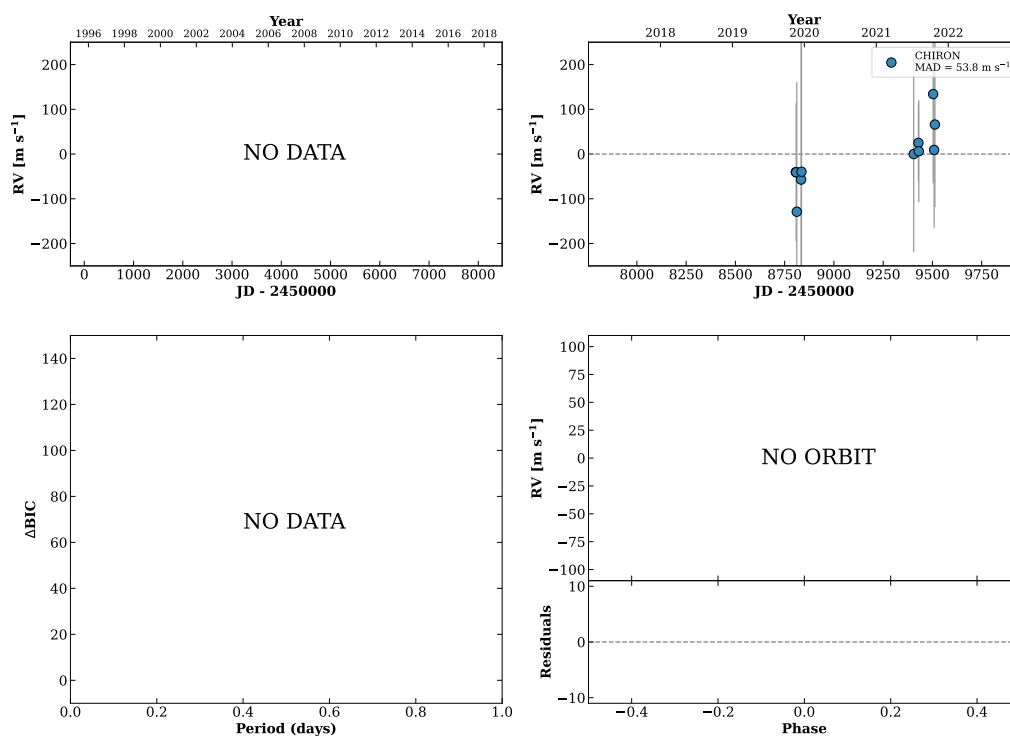 Year
1996 1998 2000 2002 2004 2006 2008 2010 2012 2014 2016 2018
RV [m s⁻¹]
200
100
0
−100
−200
NO DATA
0 1000 2000 3000 4000 5000 6000 7000 8000
JD - 2450000
Year
2018 2019 2020 2021 2022
RV [m s⁻¹]
200
100
0
−100
−200
CHIRON
MAD = 53.8 m s⁻¹
8000 8250 8500 8750 9000 9250 9500 9750
JD - 2450000
ΔBIC
140
120
100
80
60
40
20
0
NO DATA
0.0 0.2 0.4 0.6 0.8 1.0
Period (days)
RV [m s⁻¹]
100
75
50
25
0
−25
−50
−75
−100
NO ORBIT
Residuals
10
0
−10
−0.4 −0.2 0.0 0.2 0.4
Phase